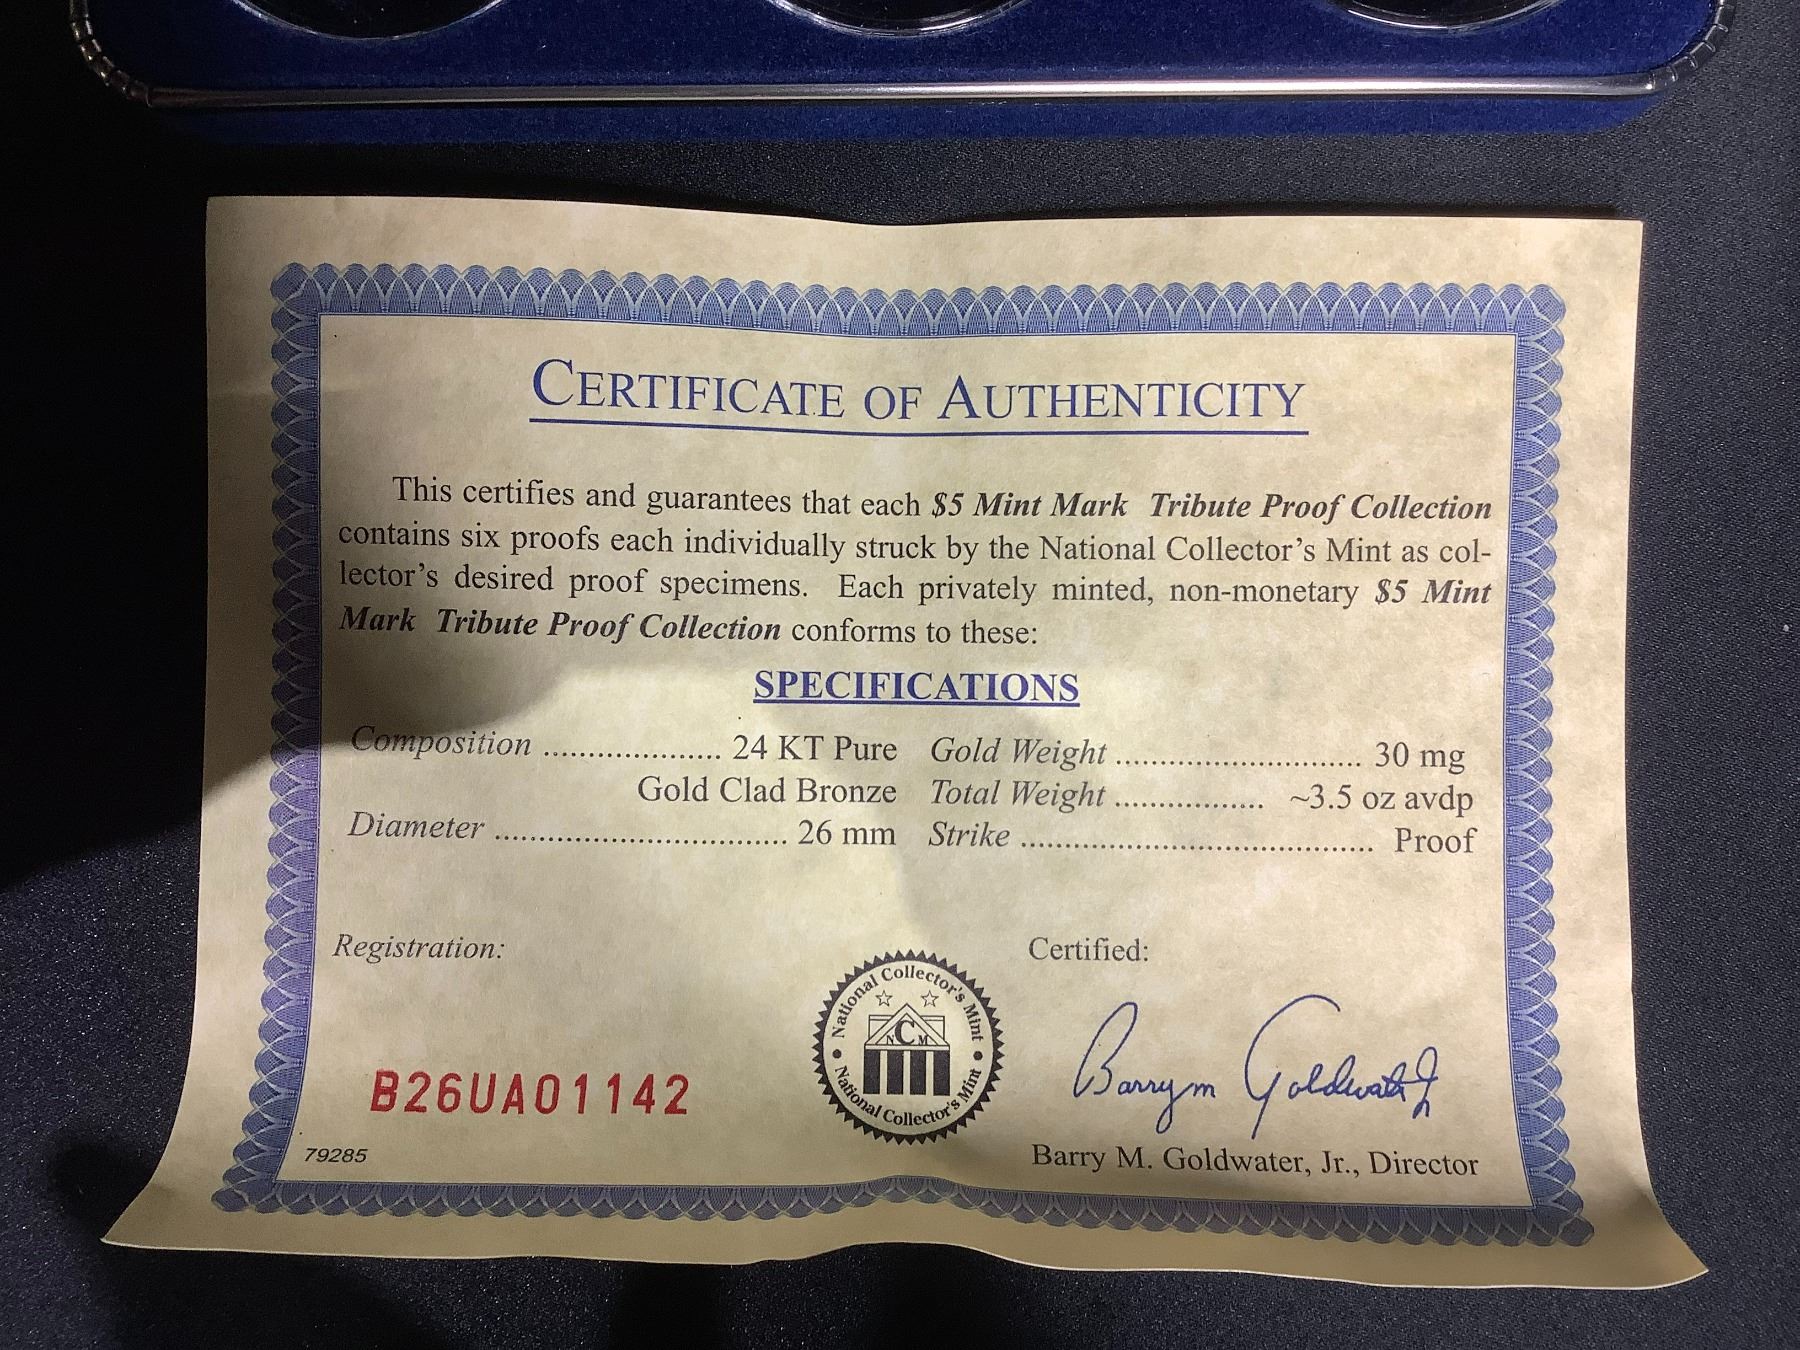 CERTIFICATE OF AUTHENTICITY
This certifies and guarantees that each $5 Mint Mark Tribute Proof Collection
contains six proofs each individually struck by the National Collector's Mint as col-
lector's desired proof specimens. Each privately minted, non-monetary $5 Mint
Mark Tribute Proof Collection conforms to these:
SPECIFICATIONS
Composition .................... 24 KT Pure
Gold Clad Bronze
Diameter ................................. 26 mm
Gold Weight ............................ 30 mg
Total Weight ................. ~3.5 oz avdp
Strike ........................................ Proof
Registration:
B26UA01142
79285
National Collector's Mint
NCM
National Collector's Mint
Certified:
Barry M Goldwater Jr
Barry M. Goldwater, Jr., Director